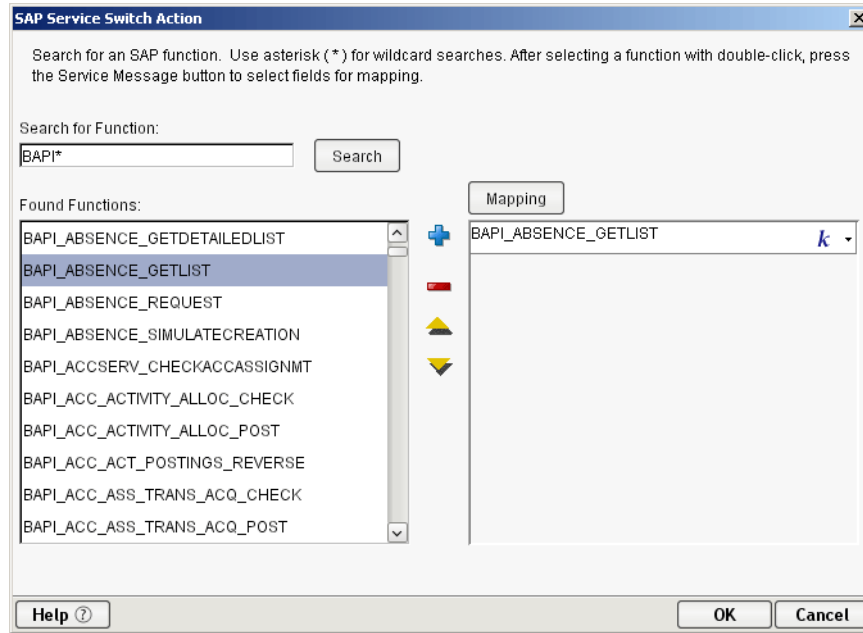 SAP Service Switch Action
Search for an SAP function. Use asterisk ( * ) for wildcard searches. After selecting a function with double-click, press
the Service Message button to select fields for mapping.
Search for Function:
BAPI*
Search
Found Functions:
Mapping
BAPI_ABSENCE_GETDETAILEDLIST
BAPI_ABSENCE_GETLIST
BAPI_ABSENCE_REQUEST
BAPI_ABSENCE_SIMULATECREATION
BAPI_ACCSERV_CHECKACCASSIGNMT
BAPI_ACC_ACTIVITY_ALLOC_CHECK
BAPI_ACC_ACTIVITY_ALLOC_POST
BAPI_ACC_ACT_POSTINGS_REVERSE
BAPI_ACC_ASS_TRANS_ACQ_CHECK
BAPI_ACC_ASS_TRANS_ACQ_POST
BAPI_ABSENCE_GETLIST k
Help ?
OK
Cancel